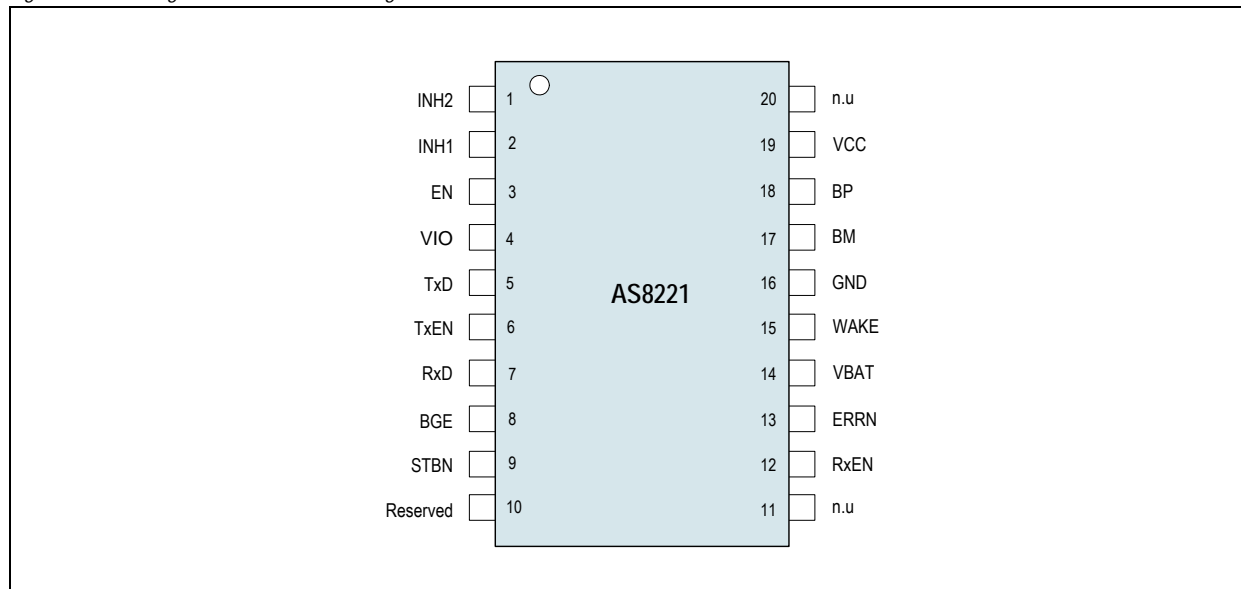 INH2 1 20 n.u
INH1 2 19 VCC
EN 3 18 BP
VIO 4 17 BM
TxD 5 AS8221 16 GND
TxEN 6 15 WAKE
RxD 7 14 VBAT
BGE 8 13 ERRN
STBN 9 12 RxEN
Reserved 10 11 n.u